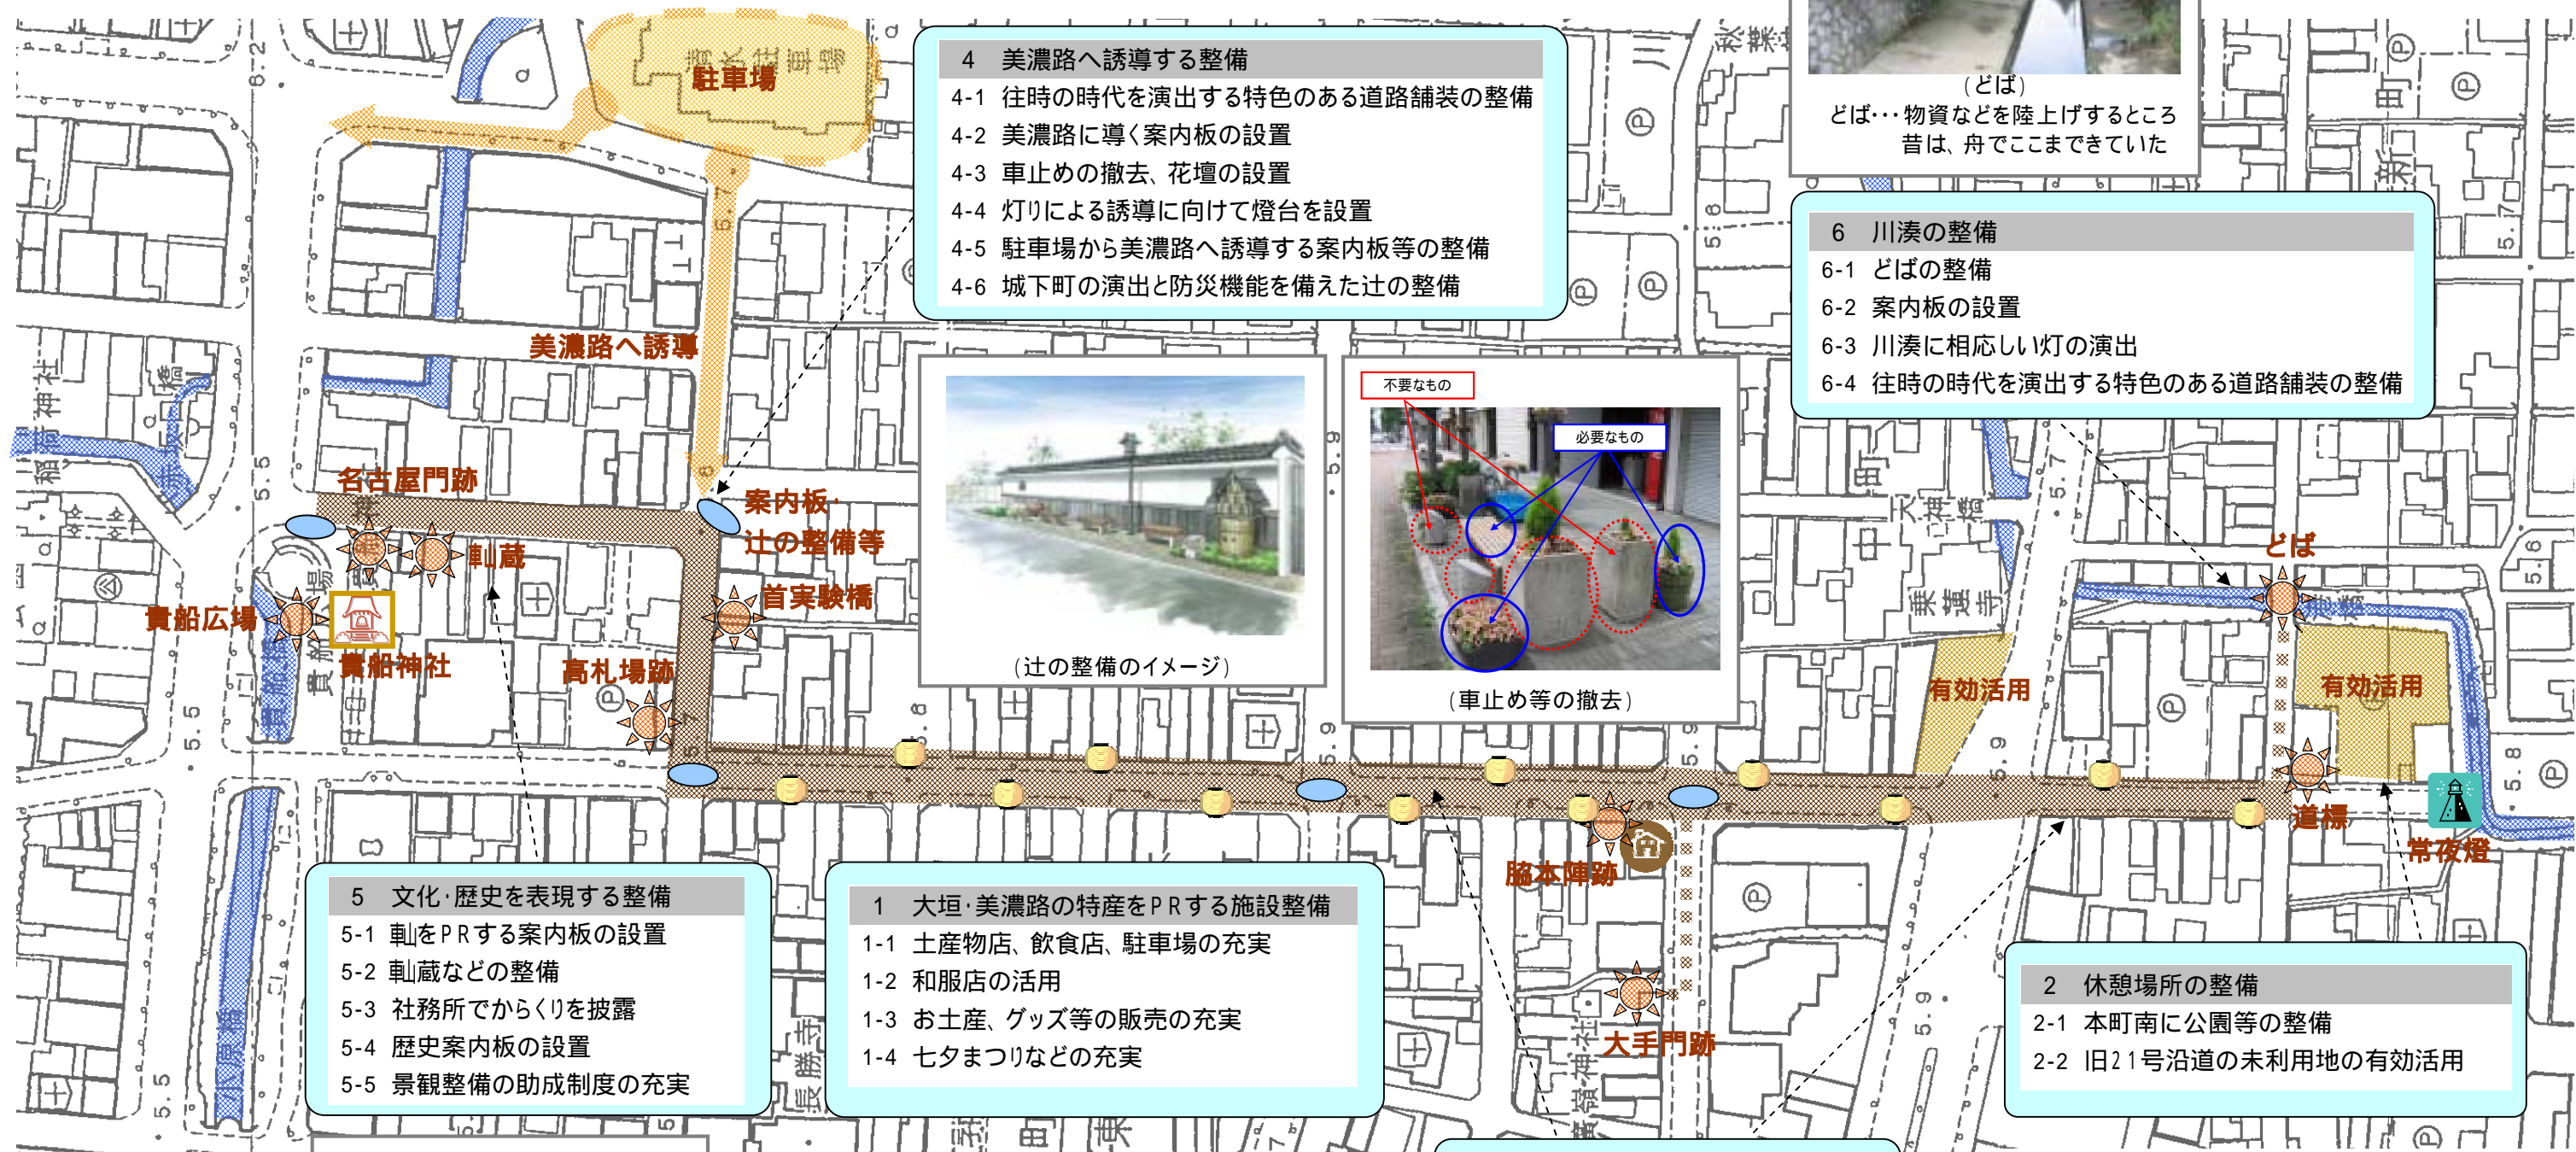 駐車場
4 美濃路へ誘導する整備
4-1 往時の時代を演出する特色のある道路舗装の整備
4-2 美濃路に導く案内板の設置
4-3 車止めの撤去、花壇の設置
4-4 灯りによる誘導に向けて燈台を設置
4-5 駐車場から美濃路へ誘導する案内板等の整備
4-6 城下町の演出と防災機能を備えた辻の整備
(どば)
どば・・・物資などを陸上げするところ
昔は、舟でここまできていた
6 川湊の整備
6-1 どばの整備
6-2 案内板の設置
6-3 川湊に相応しい灯の演出
6-4 往時の時代を演出する特色のある道路舗装の整備
美濃路へ誘導
不要なもの
必要なもの
(辻の整備のイメージ)
(車止め等の撤去)
名古屋門跡
案内板・
辻の整備等
車山蔵
首実験橋
貴船広場
貴船神社
高札場跡
どば
有効活用
有効活用
道標
常夜燈
脇本陣跡
大手門跡
天神橋
乗蓮寺
長勝寺
稲荷神社
5 文化・歴史を表現する整備
5-1 車山をPRする案内板の設置
5-2 車山蔵などの整備
5-3 社務所でからくりを披露
5-4 歴史案内板の設置
5-5 景観整備の助成制度の充実
1 大垣・美濃路の特産をPRする施設整備
1-1 土産物店、飲食店、駐車場の充実
1-2 和服店の活用
1-3 お土産、グッズ等の販売の充実
1-4 七夕まつりなどの充実
2 休憩場所の整備
2-1 本町南に公園等の整備
2-2 旧21号沿道の未利用地の有効活用